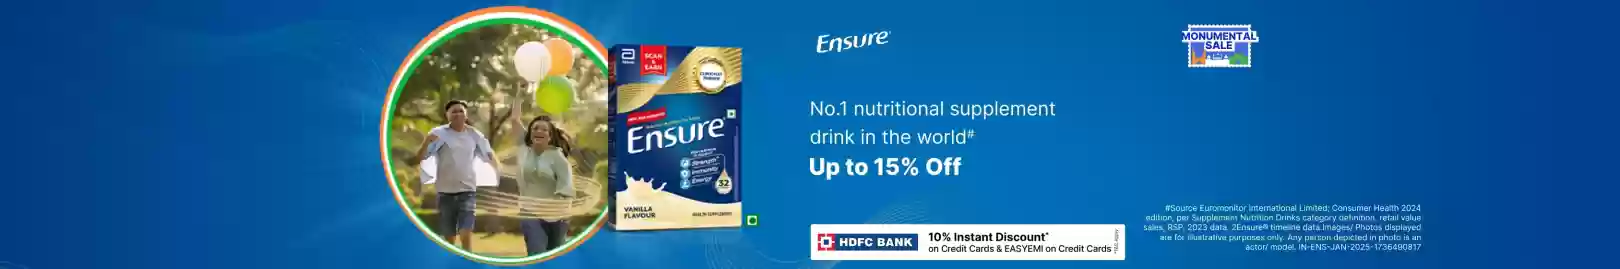 Ensure
MONUMENTAL
SALE
No.1 nutritional supplement
drink in the world#
Up to 15% Off
SCAN
&
EARN
Ensure
Strength
Immunity
Energy
32
VANILLA
FLAVOUR
HDFC BANK
10% Instant Discount*
on Credit Cards & EASYEMI on Credit Cards
#Source Euromonitor International Limited; Consumer Health 2024
edition, per Supplement Nutrition Drinks category definition, retail value
sales, RSP, 2023 data. 2Ensure® timeline data.Images/ Photos displayed
are for illustrative purposes only. Any person depicted in photo is an
actor/ model. IN-ENS-JAN-2025-1736490817